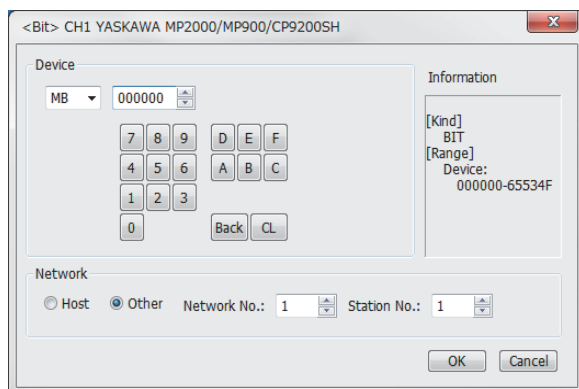 <Bit> CH1 YASKAWA MP2000/MP900/CP9200SH
Device
MB 000000
7 8 9 D E F
4 5 6 A B C
1 2 3
0 Back CL
Information
[Kind]
BIT
[Range]
Device:
000000-65534F
Network
Host Other Network No.: 1 Station No.: 1
OK Cancel